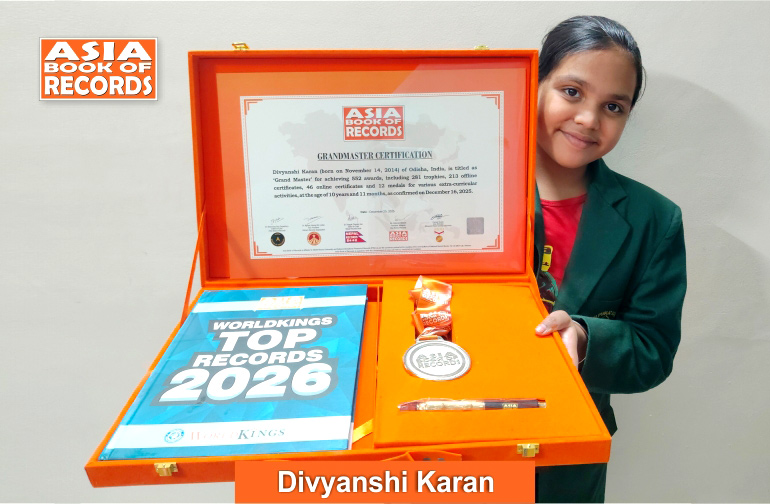 ASIA
BOOK OF
RECORDS
ASIA
BOOK OF
RECORDS
GRANDMASTER CERTIFICATION
Divyanshi Karan (born on November 14, 2014) of Odisha, India, is titled as
'Grand Master' for achieving 552 awards, including 281 trophies, 213 offline
certificates, 46 online certificates and 12 medals for various extra-curricular
activities, at the age of 10 years and 11 months, as confirmed on December 16, 2025.
WORLDKINGS
TOP
RECORDS
2026
WORLDKINGS
ASIA
BOOK OF
RECORDS
ASIA
Divyanshi Karan